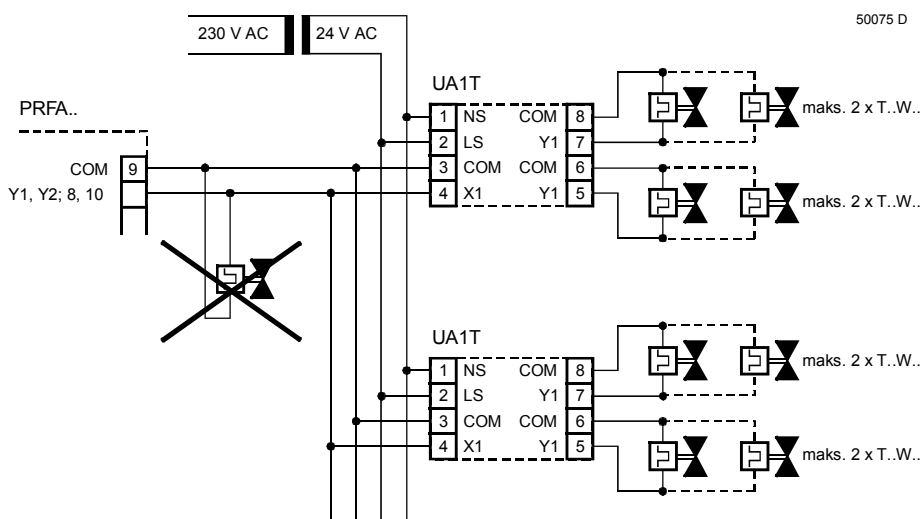 50075 D
230 V AC 24 V AC
UA1T
PRFA..
1 NS COM 8
maks. 2 x T..W..
2 LS Y1 7
COM 9
3 COM COM 6
Y1, Y2; 8, 10
4 X1 Y1 5
maks. 2 x T..W..
UA1T
1 NS COM 8
maks. 2 x T..W..
2 LS Y1 7
3 COM COM 6
4 X1 Y1 5
maks. 2 x T..W..